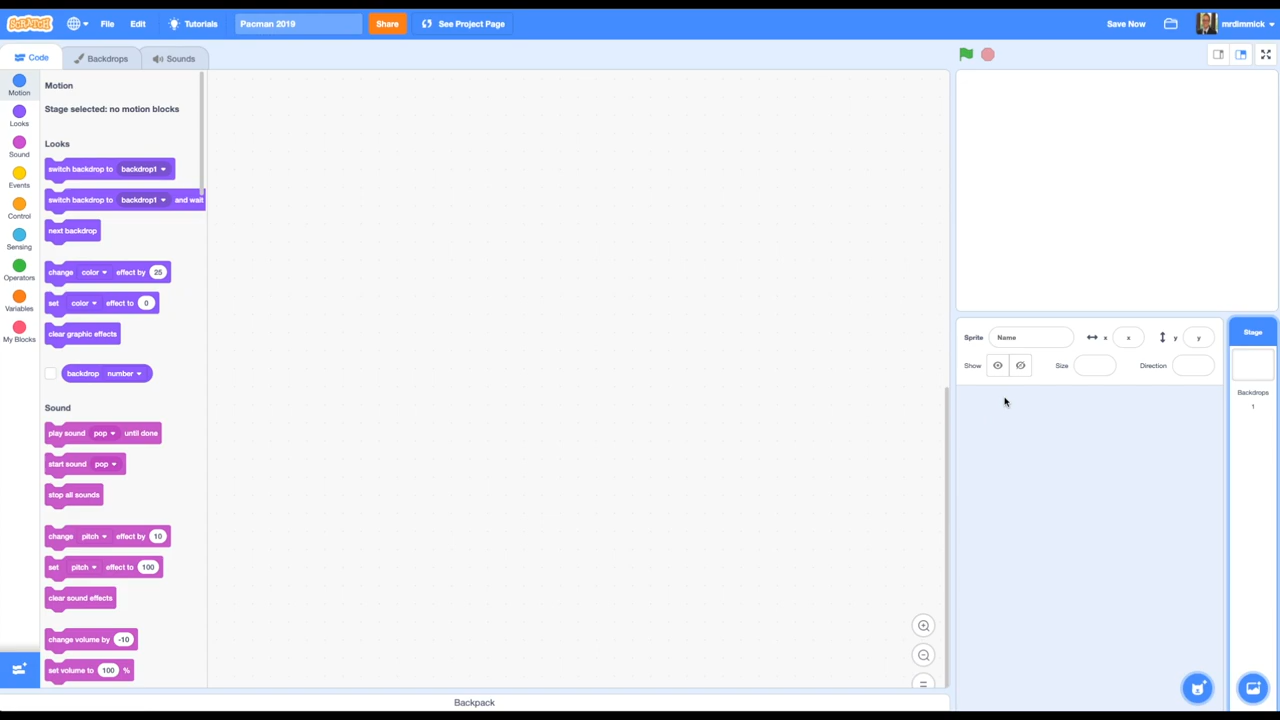 SCRATCH File Edit Tutorials Pacman 2019 Share See Project Page Save Now mrdimmick
Code Backdrops Sounds
Motion
Looks
Sound
Events
Control
Sensing
Operators
Variables
My Blocks
Motion
Stage selected: no motion blocks
Looks
switch backdrop to backdrop1
switch backdrop to backdrop1 and wait
next backdrop
change color effect by 25
set color effect to 0
clear graphic effects
backdrop number
Sound
play sound pop until done
start sound pop
stop all sounds
change pitch effect by 10
set pitch effect to 100
clear sound effects
change volume by -10
set volume to 100 %
Backpack
Sprite Name x x y y
Show Size Direction
Stage
Backdrops
1